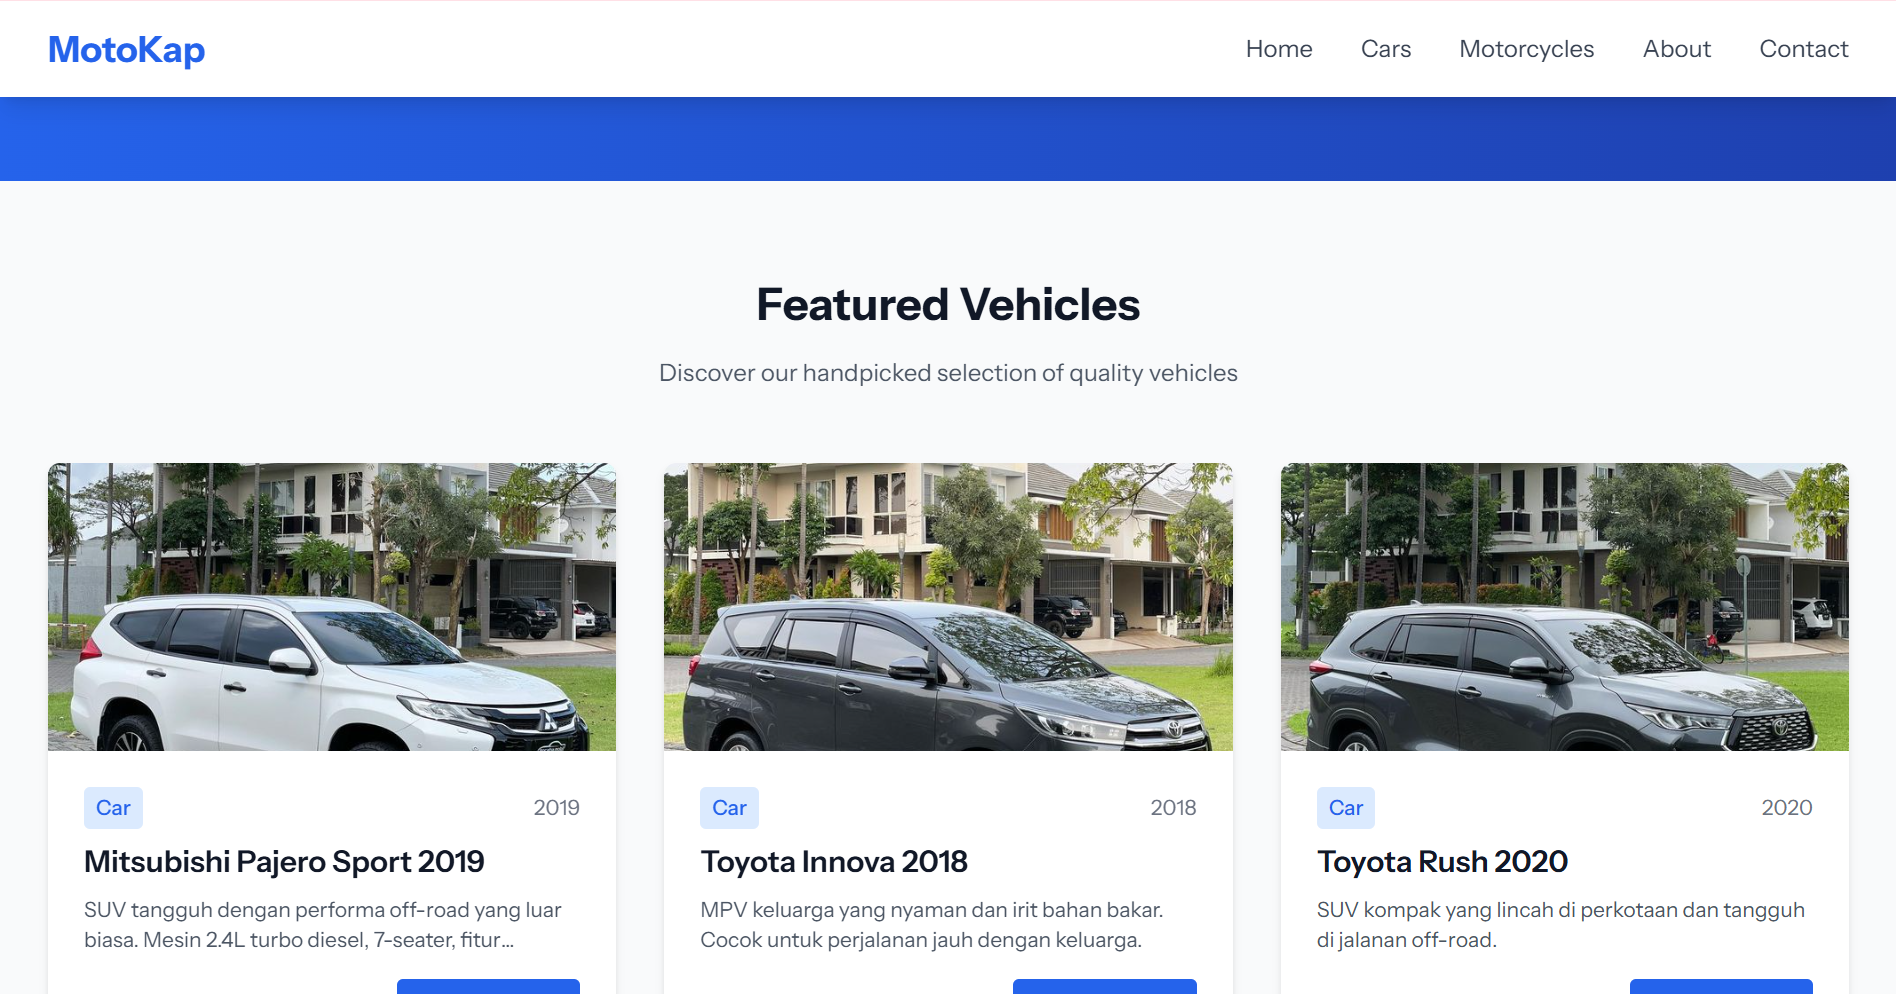 MotoKap
Home
Cars
Motorcycles
About
Contact
Featured Vehicles
Discover our handpicked selection of quality vehicles
Car
2019
Mitsubishi Pajero Sport 2019
SUV tangguh dengan performa off-road yang luar
biasa. Mesin 2.4L turbo diesel, 7-seater, fitur...
Car
2018
Toyota Innova 2018
MPV keluarga yang nyaman dan irit bahan bakar.
Cocok untuk perjalanan jauh dengan keluarga.
Car
2020
Toyota Rush 2020
SUV kompak yang lincah di perkotaan dan tangguh
di jalanan off-road.